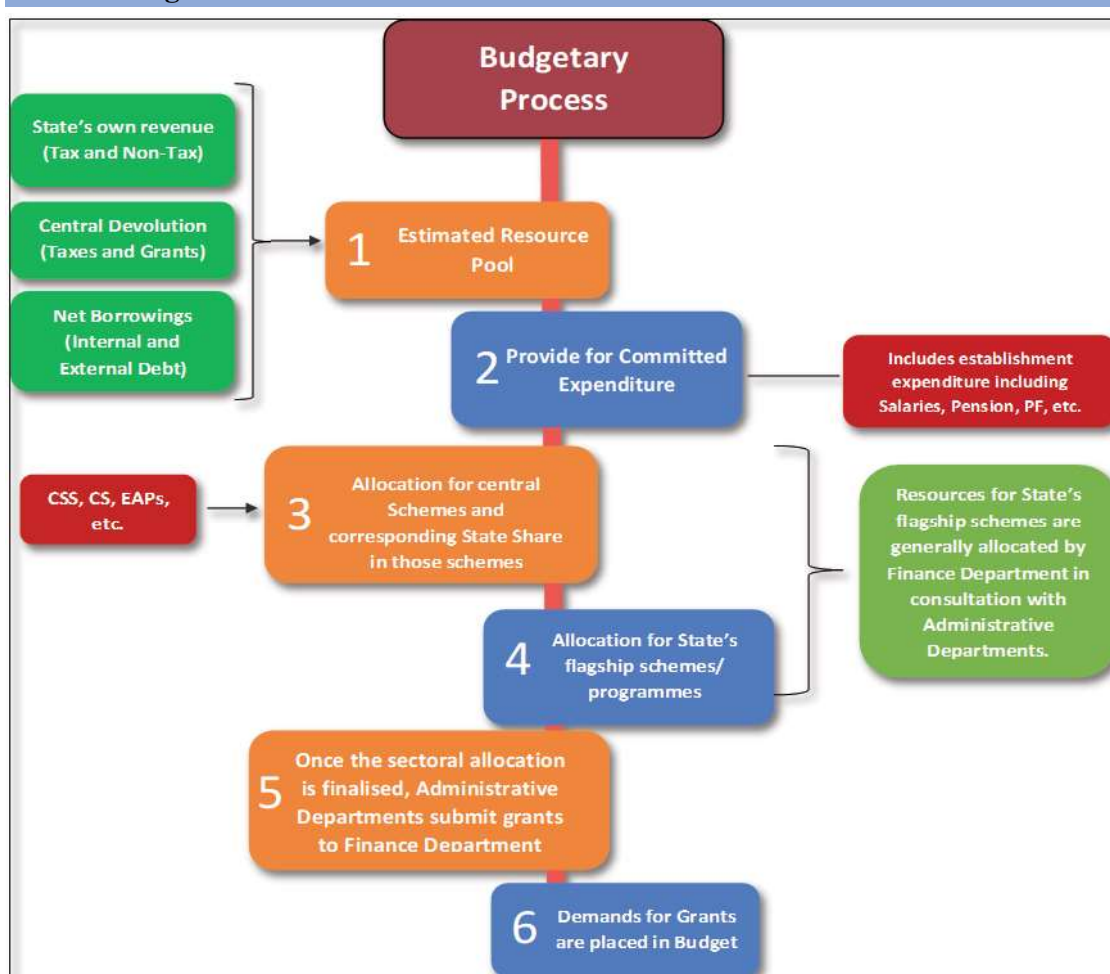 Budgetary
Process
State's own revenue
(Tax and Non-Tax)
Central Devolution
(Taxes and Grants)
Net Borrowings
(Internal and
External Debt)
1 Estimated Resource
Pool
2 Provide for Committed
Expenditure
Includes establishment
expenditure including
Salaries, Pension, PF, etc.
CSS, CS, EAPs,
etc.
3 Allocation for central
Schemes and
corresponding State Share
in those schemes
Resources for State's
flagship schemes are
generally allocated by
Finance Department in
consultation with
Administrative
Departments.
4 Allocation for State's
flagship schemes/
programmes
5 Once the sectoral allocation
is finalised, Administrative
Departments submit grants
to Finance Department
6 Demands for Grants
are placed in Budget